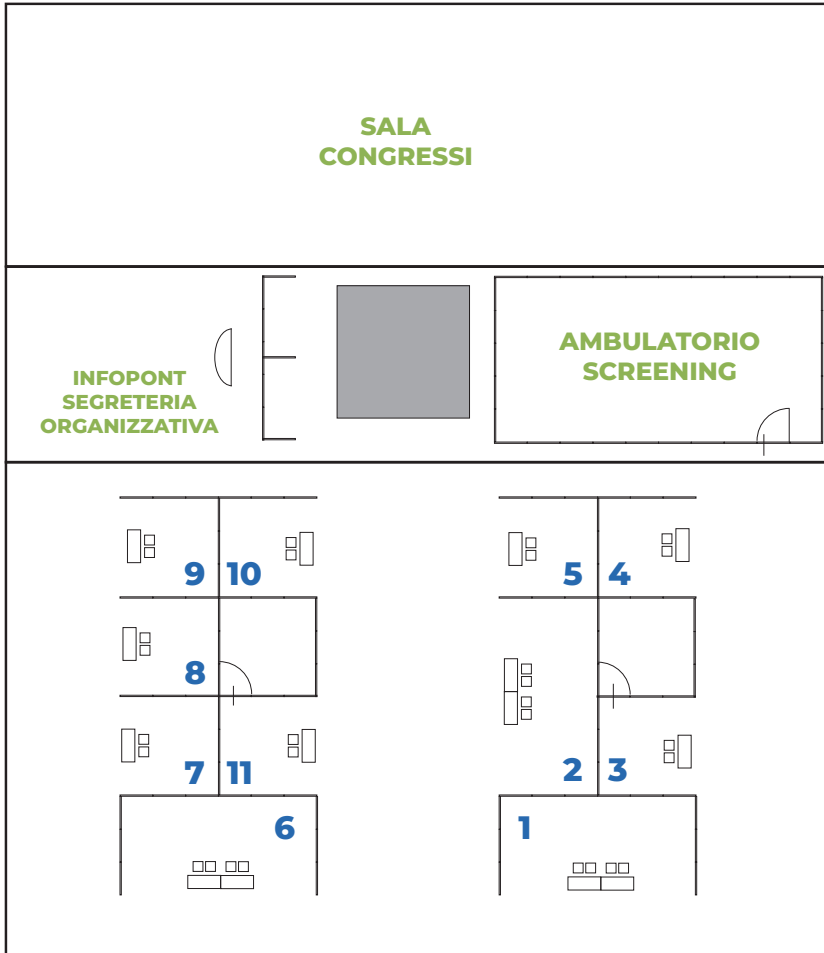 SALA
CONGRESSI
AMBULATORIO
SCREENING
INFOPONT
SEGRETERIA
ORGANIZZATIVA
9 10
5 4
8
7 11
2 3
6
1